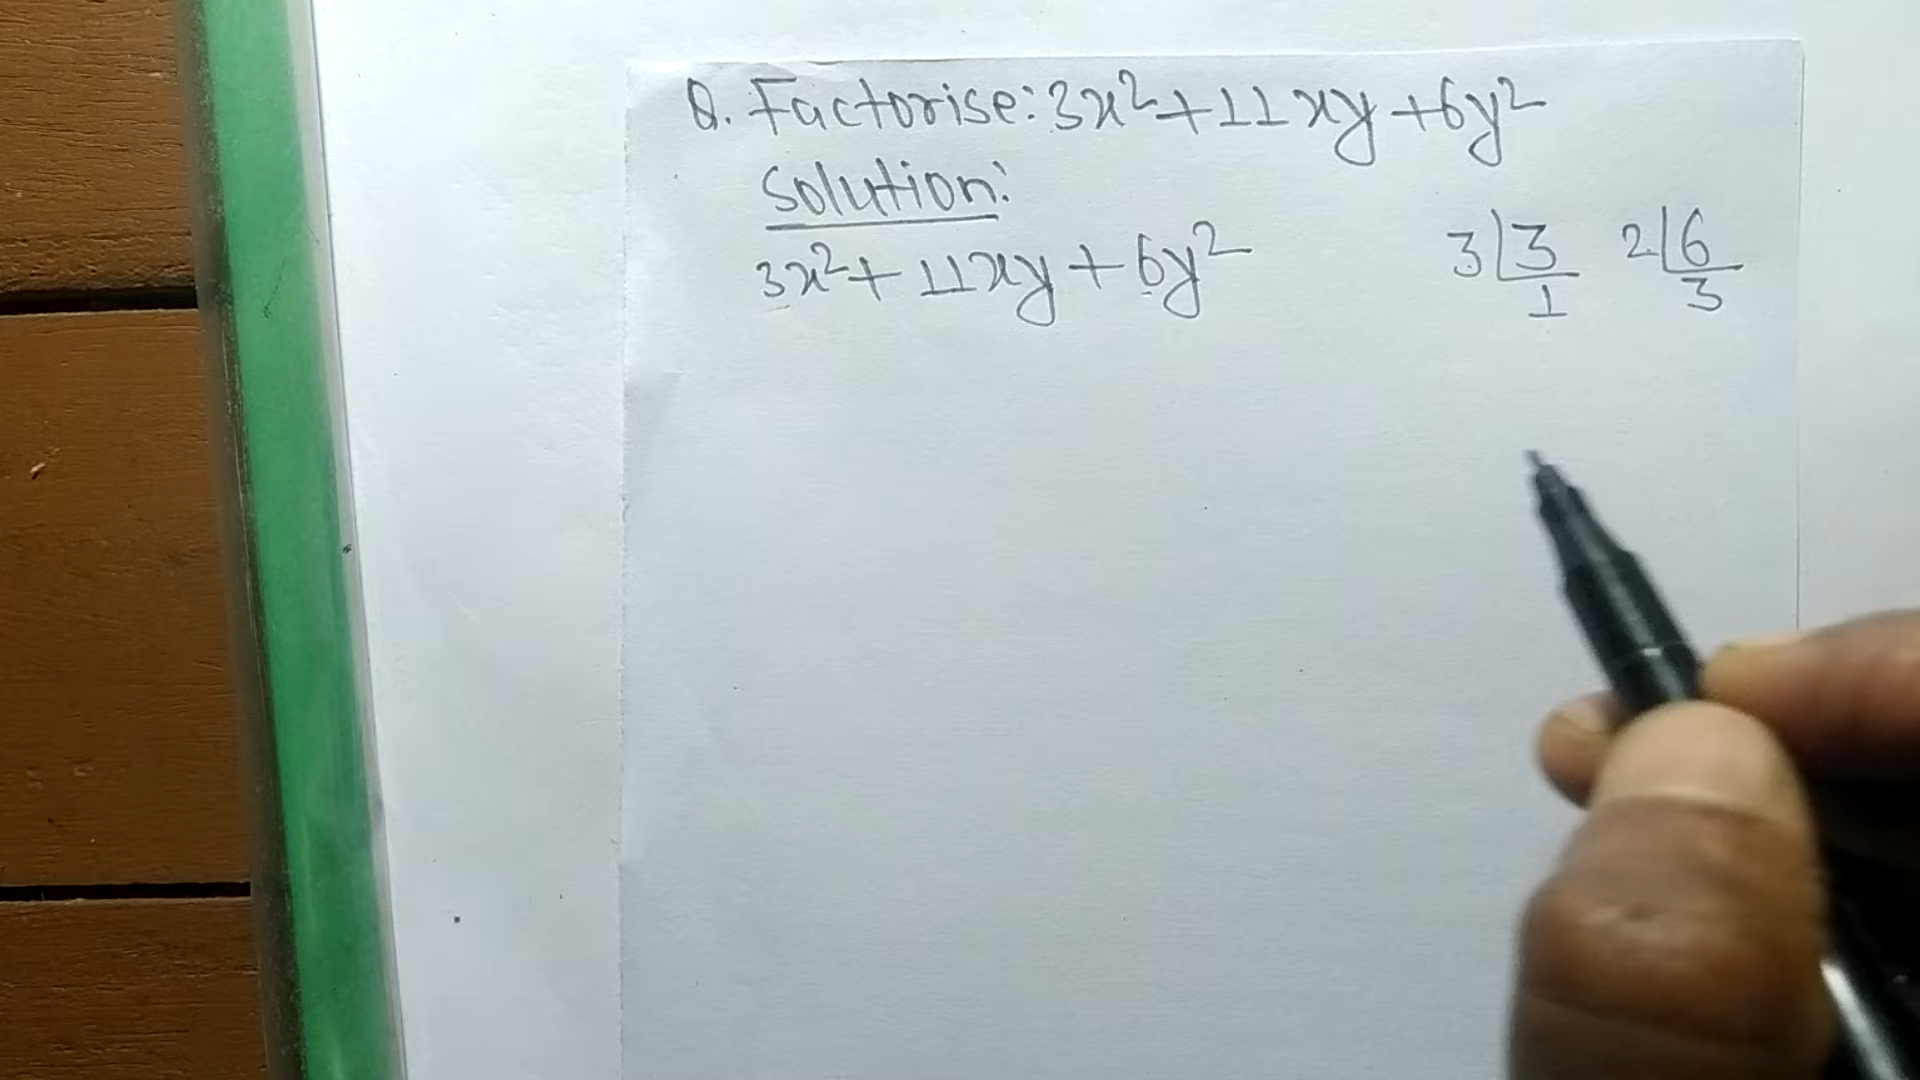 Q. Factorise: 3x²+11xy+6y²
Solution:
3x²+11xy+6y²
3|3 2|6
1 3